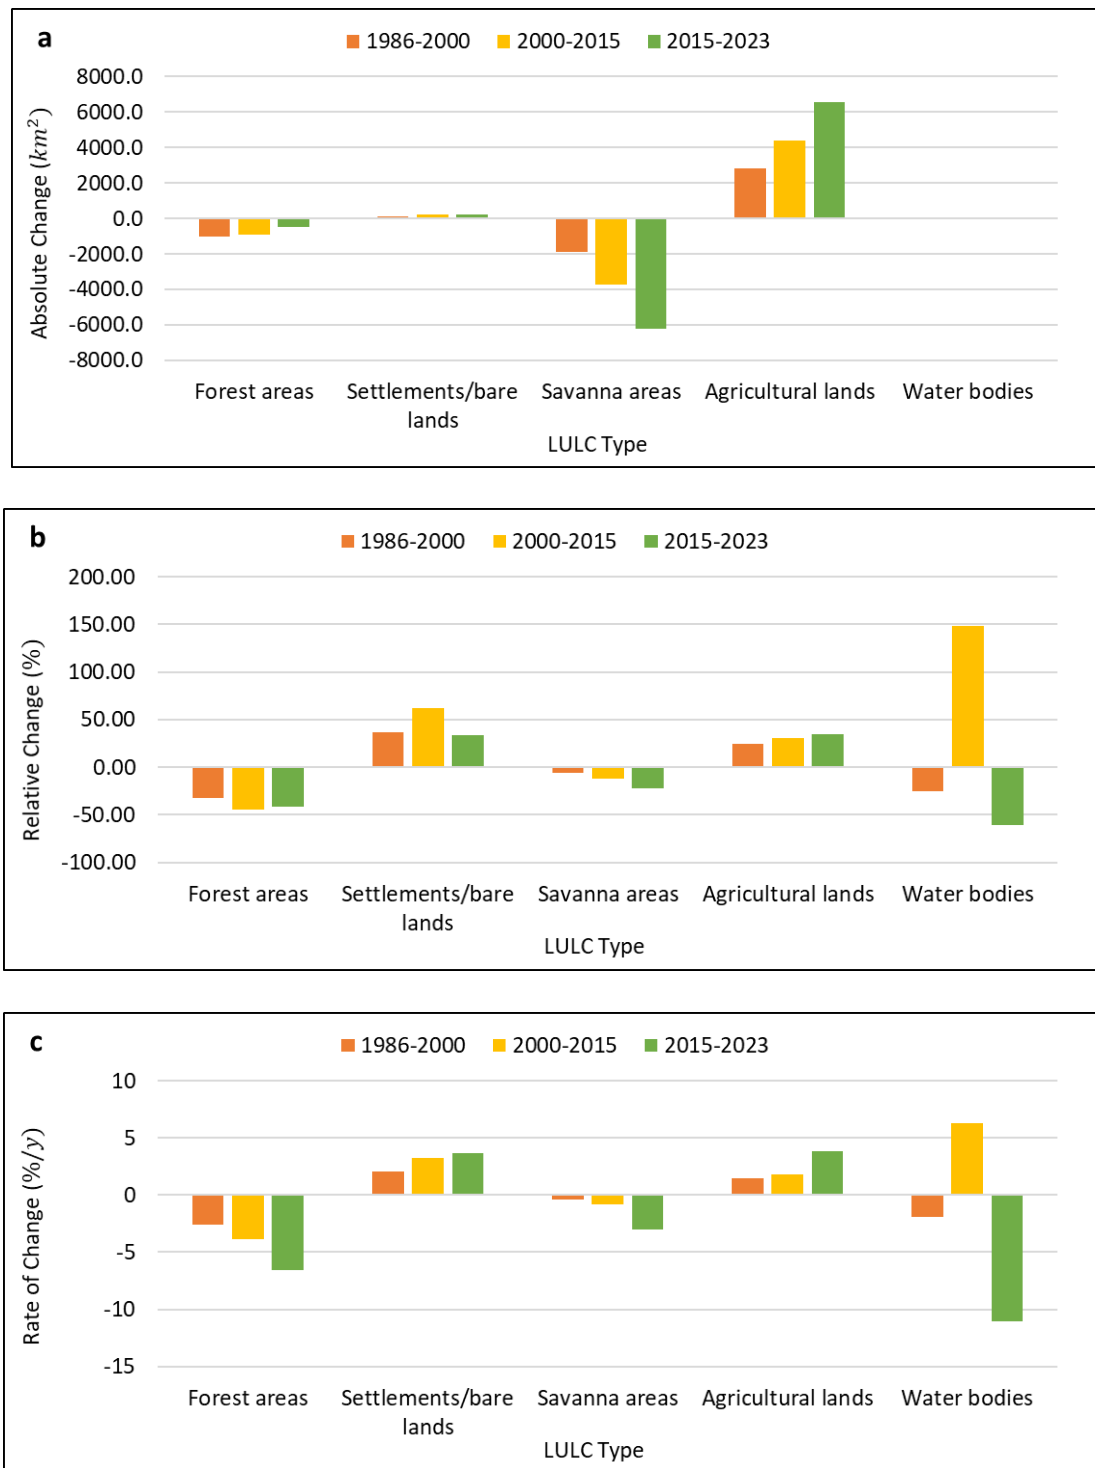 a
1986-2000 2000-2015 2015-2023
Absolute Change (km²)
8000.0
6000.0
4000.0
2000.0
0.0
-2000.0
-4000.0
-6000.0
-8000.0
Forest areas Settlements/bare lands Savanna areas Agricultural lands Water bodies
LULC Type
b
1986-2000 2000-2015 2015-2023
Relative Change (%)
200.00
150.00
100.00
50.00
0.00
-50.00
-100.00
Forest areas Settlements/bare lands Savanna areas Agricultural lands Water bodies
LULC Type
c
1986-2000 2000-2015 2015-2023
Rate of Change (%/y)
10
5
0
-5
-10
-15
Forest areas Settlements/bare lands Savanna areas Agricultural lands Water bodies
LULC Type